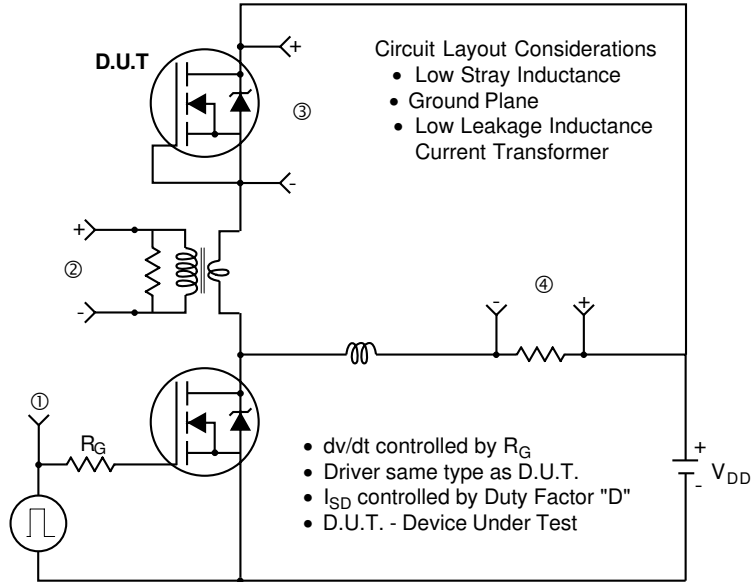 D.U.T
+
Circuit Layout Considerations
• Low Stray Inductance
• Ground Plane
• Low Leakage Inductance
Current Transformer
③
-
+
②
-
④
-
+
①
R_G
• dv/dt controlled by R_G
• Driver same type as D.U.T.
• I_SD controlled by Duty Factor "D"
• D.U.T. - Device Under Test
+
V_DD
-